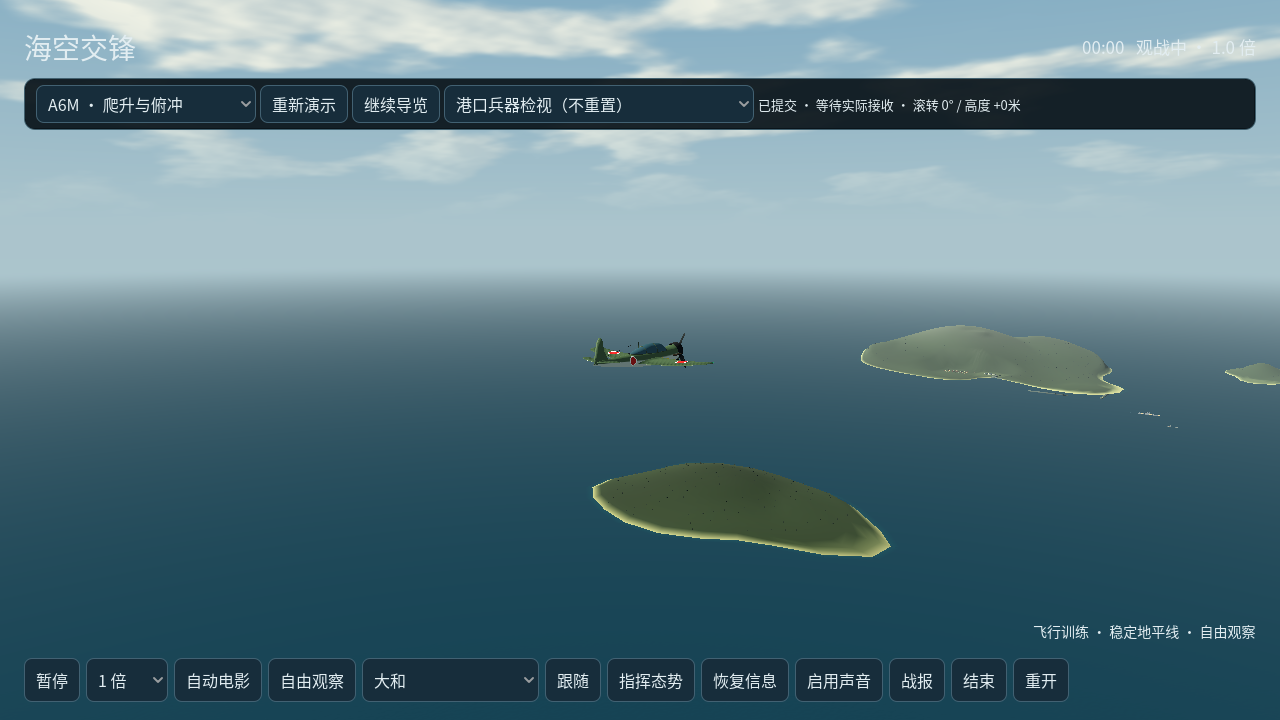 海空交锋
00:00 观战中 · 1.0 倍
A6M · 爬升与俯冲
重新演示
继续导览
港口兵器检视（不重置）
已提交 · 等待实际接收 · 滚转 0° / 高度 +0米
飞行训练 · 稳定地平线 · 自由观察
暂停
1 倍
自动电影
自由观察
大和
跟随
指挥态势
恢复信息
启用声音
战报
结束
重开